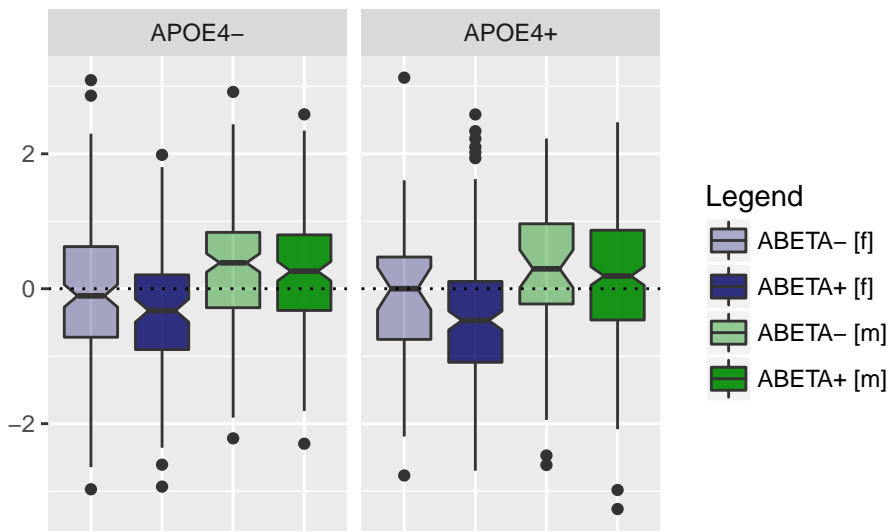 APOE4− APOE4+
2
0
−2
Legend
ABETA− [f]
ABETA+ [f]
ABETA− [m]
ABETA+ [m]